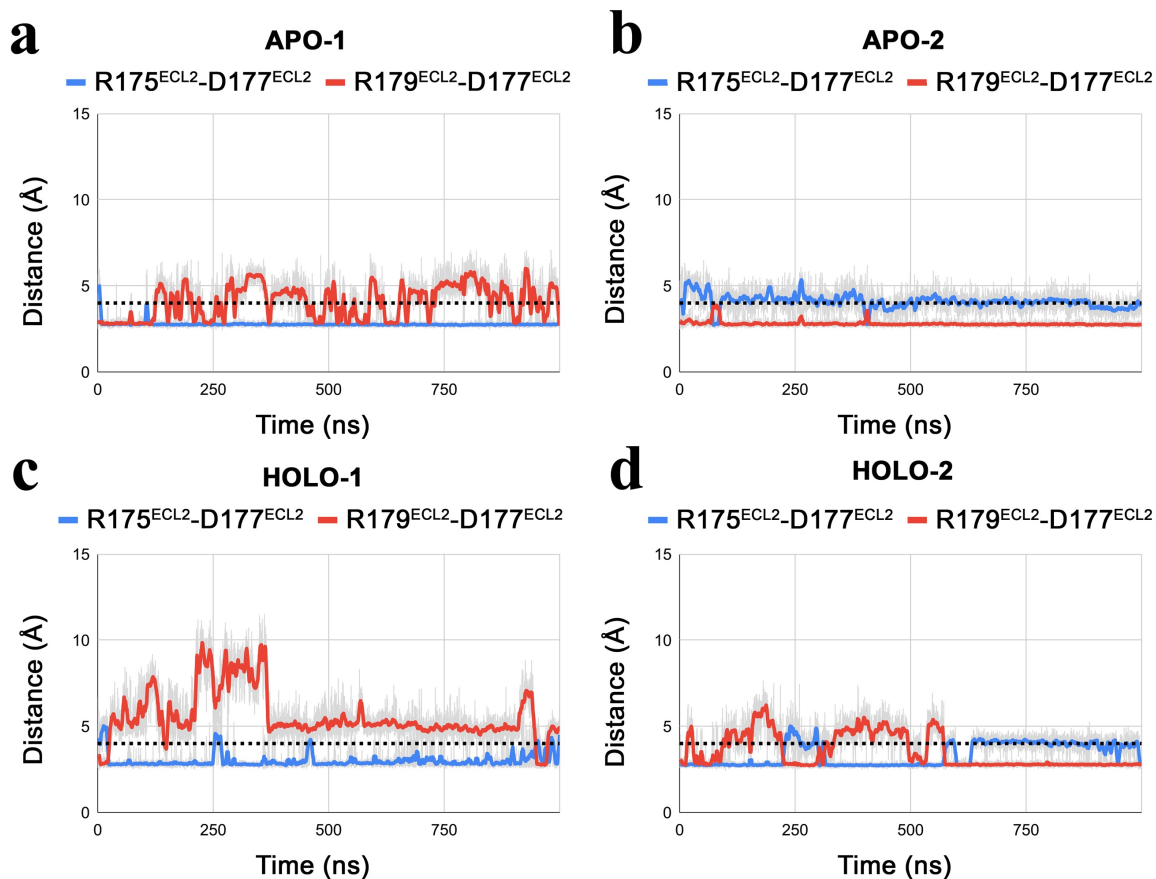 a
APO-1
R175ECL2-D177ECL2 R179ECL2-D177ECL2
15
10
5
0
Distance (Å)
0 250 500 750
Time (ns)
b
APO-2
R175ECL2-D177ECL2 R179ECL2-D177ECL2
15
10
5
0
Distance (Å)
0 250 500 750
Time (ns)
c
HOLO-1
R175ECL2-D177ECL2 R179ECL2-D177ECL2
15
10
5
0
Distance (Å)
0 250 500 750
Time (ns)
d
HOLO-2
R175ECL2-D177ECL2 R179ECL2-D177ECL2
15
10
5
0
Distance (Å)
0 250 500 750
Time (ns)